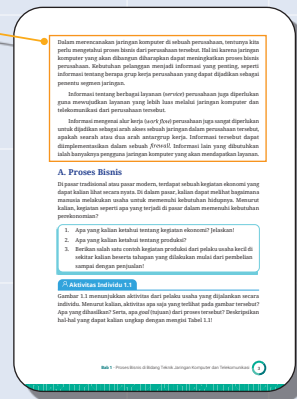 Dalam merencanakan jaringan komputer di sebuah perusahaan, tentunya kita
perlu mengetahui proses bisnis dari perusahaan tersebut. Hal ini karena jaringan
komputer yang akan dibangun diharapkan dapat meningkatkan proses bisnis
perusahaan. Kebutuhan pelanggan menjadi informasi yang penting, seperti
informasi tentang berapa grup kerja perusahaan yang dapat dijadikan sebagai
penentu segmen jaringan.
Informasi tentang berbagai layanan (service) perusahaan juga diperlukan
guna mewujudkan layanan yang lebih luas melalui jaringan komputer dan
telekomunikasi dari perusahaan tersebut.
Informasi mengenai alur kerja (work flow) perusahaan juga sangat diperlukan
untuk dijadikan sebagai arah akses sebuah jaringan dalam perusahaan tersebut,
apakah searah atau dua arah antargrup kerja. Informasi tersebut dapat
diimplementasikan dalam sebuah firewall. Informasi lain yang dibutuhkan
ialah banyaknya pengguna jaringan komputer yang akan mendapatkan layanan.
A. Proses Bisnis
Di pasar tradisional atau pasar modern, terdapat sebuah kegiatan ekonomi yang
dapat kalian lihat secara nyata. Di dalam pasar, kalian dapat melihat bagaimana
manusia melakukan usaha untuk memenuhi kebutuhan hidupnya. Menurut
kalian, kegiatan seperti apa yang terjadi di pasar dalam memenuhi kebutuhan
perekonomian?
1. Apa yang kalian ketahui tentang kegiatan ekonomi? Jelaskan!
2. Apa yang kalian ketahui tentang produksi?
3. Berikan salah satu contoh kegiatan produksi dari pelaku usaha kecil di
sekitar kalian beserta tahapan yang dilakukan mulai dari pembelian
sampai dengan penjualan!
Aktivitas Individu 1.1
Gambar 1.1 menunjukkan aktivitas dari pelaku usaha yang dijalankan secara
individu. Menurut kalian, aktivitas apa saja yang terlihat pada gambar tersebut?
Apa yang dihasilkan? Serta, apa goal (tujuan) dari proses tersebut? Deskripsikan
hal-hal yang dapat kalian ungkap dengan mengisi Tabel 1.1!
Bab 1 - Proses Bisnis di Bidang Teknik Jaringan Komputer dan Telekomunikasi 3